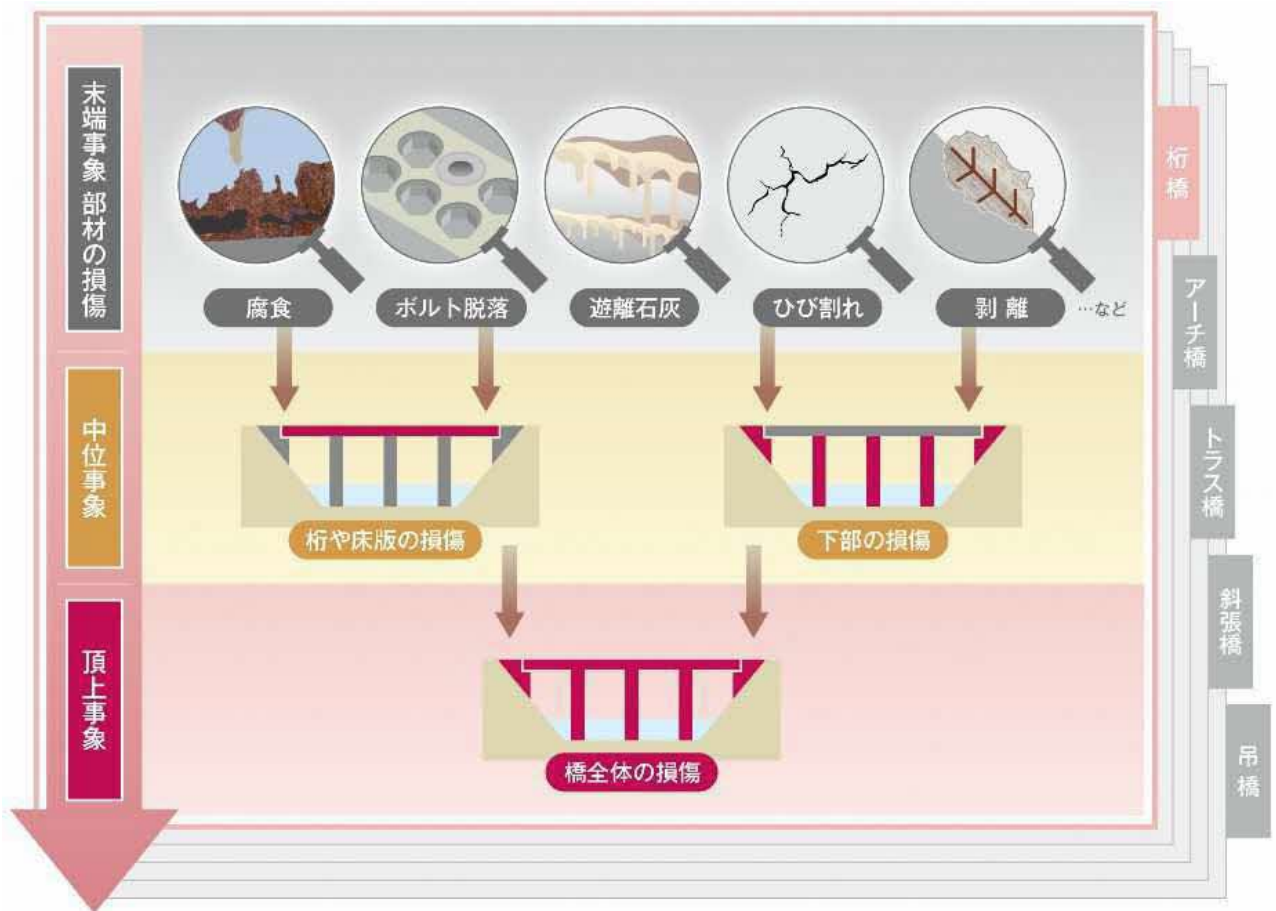 末端事象 部材の損傷
腐食
ボルト脱落
遊離石灰
ひび割れ
剥離
…など
中位事象
桁や床版の損傷
下部の損傷
頂上事象
橋全体の損傷
桁橋
アーチ橋
トラス橋
斜張橋
吊橋